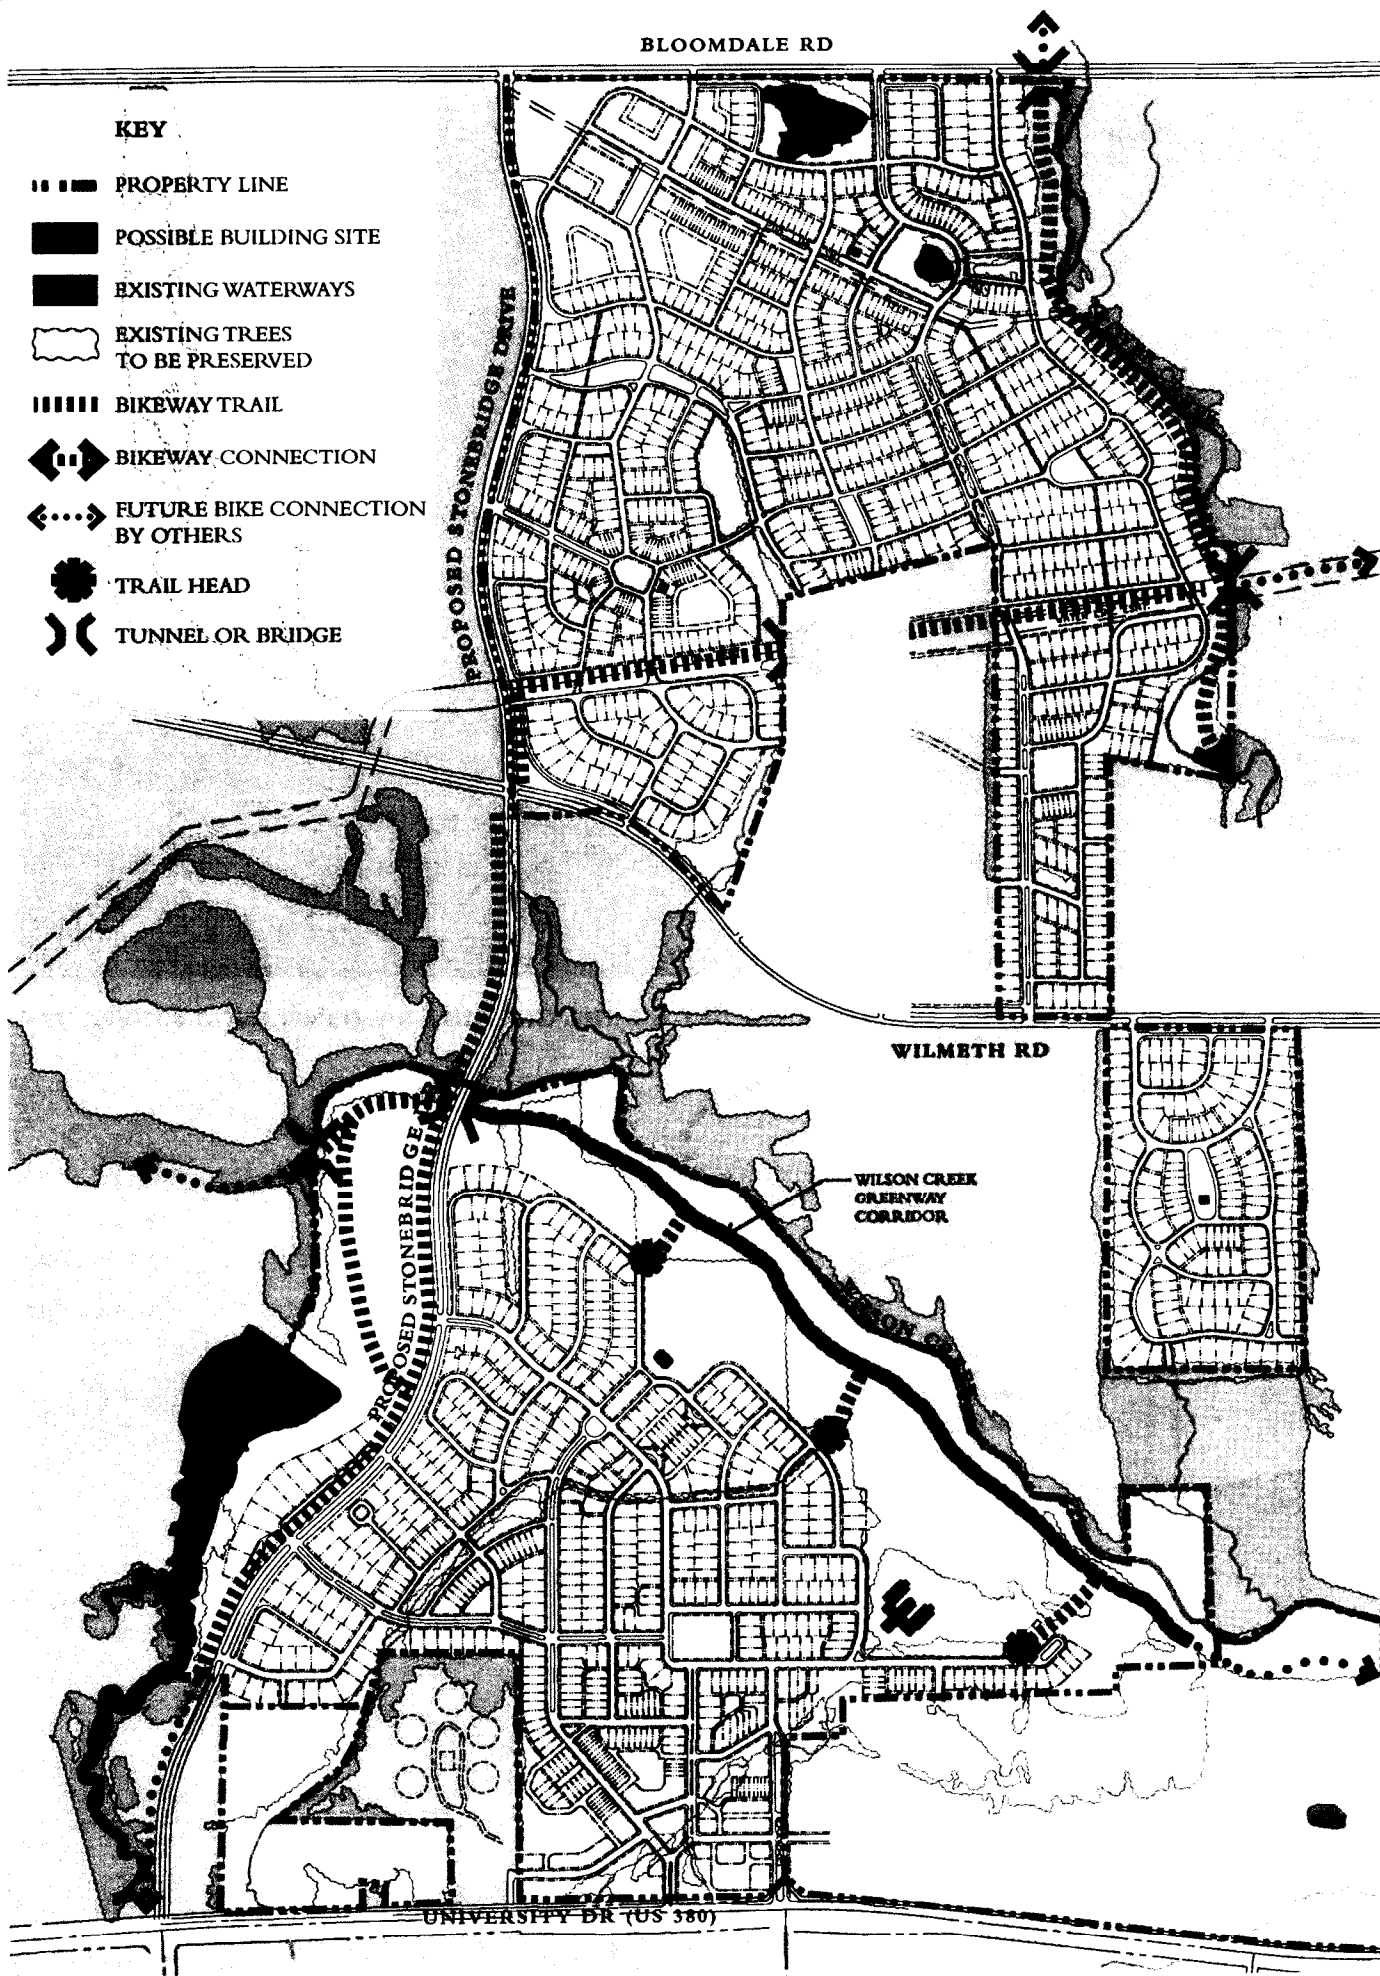 BLOOMDALE RD
KEY
PROPERTY LINE
POSSIBLE BUILDING SITE
EXISTING WATERWAYS
EXISTING TREES
TO BE PRESERVED
BIKEWAY TRAIL
BIKEWAY CONNECTION
FUTURE BIKE CONNECTION
BY OTHERS
TRAIL HEAD
TUNNEL OR BRIDGE
PROPOSED STONEBRIDGE DRIVE
WILMETH RD
WILSON CREEK
GREENWAY
CORRIDOR
PROPOSED STONEBRIDGE
UNIVERSITY DR (US 380)